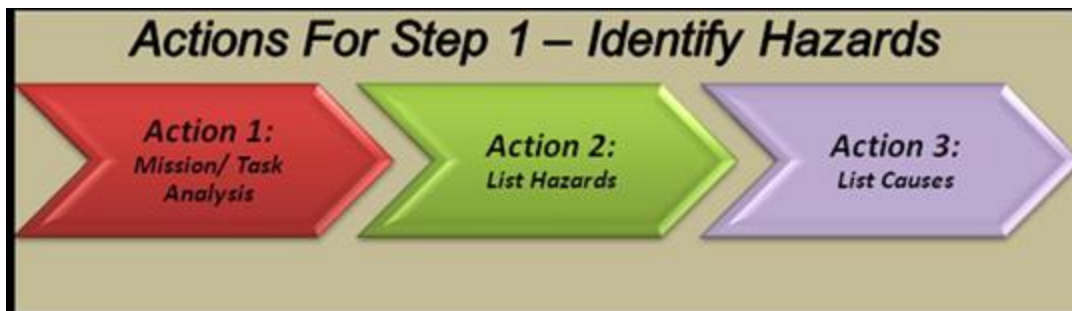 Actions For Step 1 – Identify Hazards
Action 1:
Mission/ Task
Analysis
Action 2:
List Hazards
Action 3:
List Causes